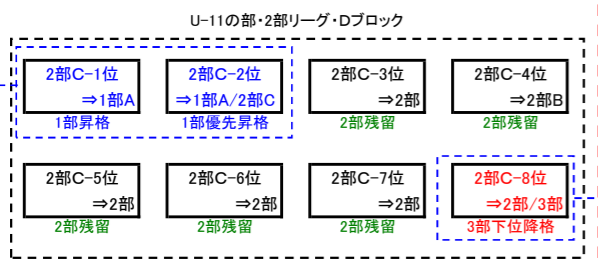 U-11の部・2部リーグ・Dブロック
2部C-1位
⇒1部A
1部昇格
2部C-2位
⇒1部A/2部C
1部優先昇格
2部C-3位
⇒2部
2部残留
2部C-4位
⇒2部B
2部残留
2部C-5位
⇒2部
2部残留
2部C-6位
⇒2部
2部残留
2部C-7位
⇒2部
2部残留
2部C-8位
⇒2部/3部
3部下位降格